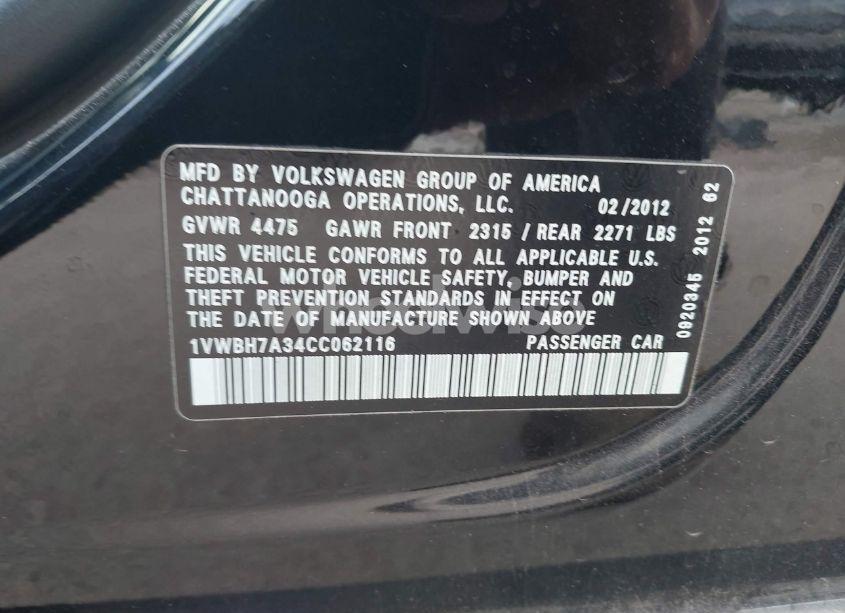 MFD BY VOLKSWAGEN GROUP OF AMERICA
CHATTANOOGA OPERATIONS, LLC. 02/2012
GVWR 4475 GAWR FRONT 2315 / REAR 2271 LBS
THIS VEHICLE CONFORMS TO ALL APPLICABLE U.S.
FEDERAL MOTOR VEHICLE SAFETY, BUMPER AND
THEFT PREVENTION STANDARDS IN EFFECT ON
THE DATE OF MANUFACTURE SHOWN ABOVE
1VWBH7A34CC062116 PASSENGER CAR
0920345 2012 62